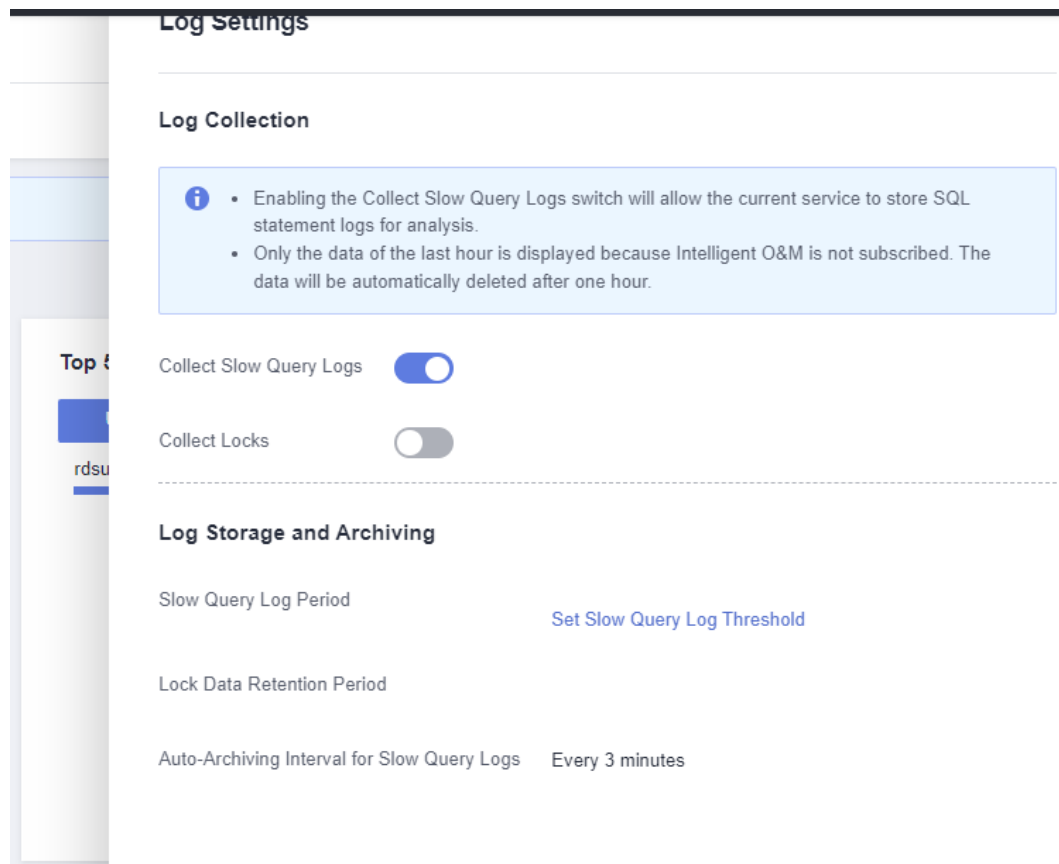 Log Settings
Log Collection
• Enabling the Collect Slow Query Logs switch will allow the current service to store SQL
statement logs for analysis.
• Only the data of the last hour is displayed because Intelligent O&M is not subscribed. The
data will be automatically deleted after one hour.
Top
Collect Slow Query Logs
Collect Locks
rdsu
Log Storage and Archiving
Slow Query Log Period
Set Slow Query Log Threshold
Lock Data Retention Period
Auto-Archiving Interval for Slow Query Logs Every 3 minutes